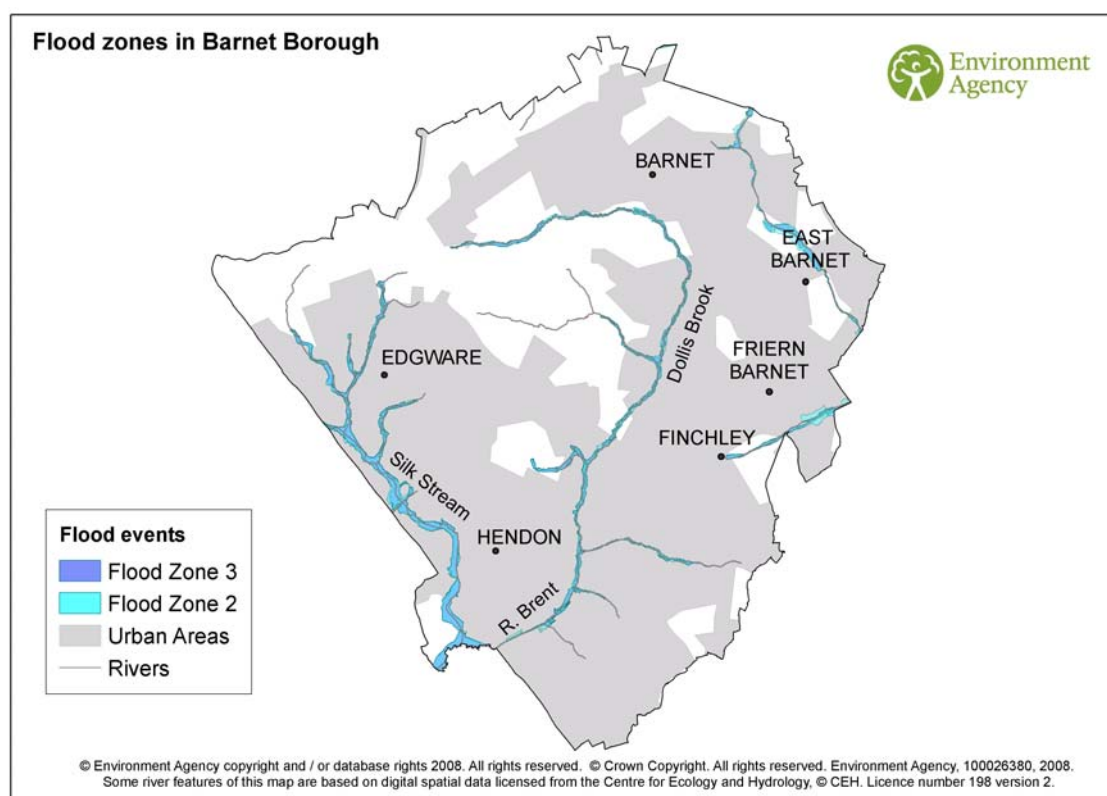 Flood zones in Barnet Borough
Environment
Agency
BARNET
EAST
BARNET
Dollis Brook
EDGWARE
FRIERN
BARNET
FINCHLEY
Silk Stream
HENDON
R. Brent
Flood events
Flood Zone 3
Flood Zone 2
Urban Areas
Rivers
© Environment Agency copyright and / or database rights 2008. All rights reserved. © Crown Copyright. All rights reserved. Environment Agency, 100026380, 2008.
Some river features of this map are based on digital spatial data licensed from the Centre for Ecology and Hydrology, © CEH. Licence number 198 version 2.